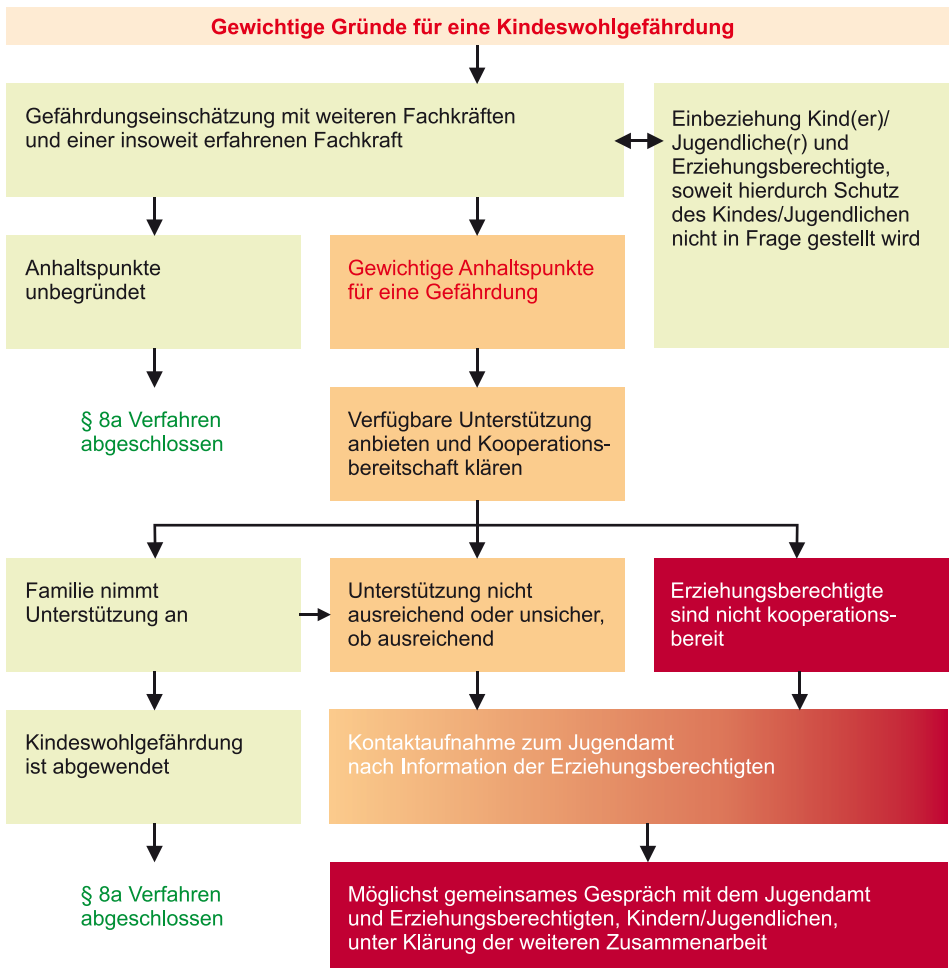 Gewichtige Gründe für eine Kindeswohlgefährdung
Gefährdungseinschätzung mit weiteren Fachkräften
und einer insoweit erfahrenen Fachkraft
Einbeziehung Kind(er)/
Jugendliche(r) und
Erziehungsberechtigte,
soweit hierdurch Schutz
des Kindes/Jugendlichen
nicht in Frage gestellt wird
Anhaltspunkte
unbegründet
Gewichtige Anhaltspunkte
für eine Gefährdung
§ 8a Verfahren
abgeschlossen
Verfügbare Unterstützung
anbieten und Kooperations-
bereitschaft klären
Familie nimmt
Unterstützung an
Unterstützung nicht
ausreichend oder unsicher,
ob ausreichend
Erziehungsberechtigte
sind nicht kooperations-
bereit
Kindeswohlgefährdung
ist abgewendet
Kontaktaufnahme zum Jugendamt
nach Information der Erziehungsberechtigten
§ 8a Verfahren
abgeschlossen
Möglichst gemeinsames Gespräch mit dem Jugendamt
und Erziehungsberechtigten, Kindern/Jugendlichen,
unter Klärung der weiteren Zusammenarbeit